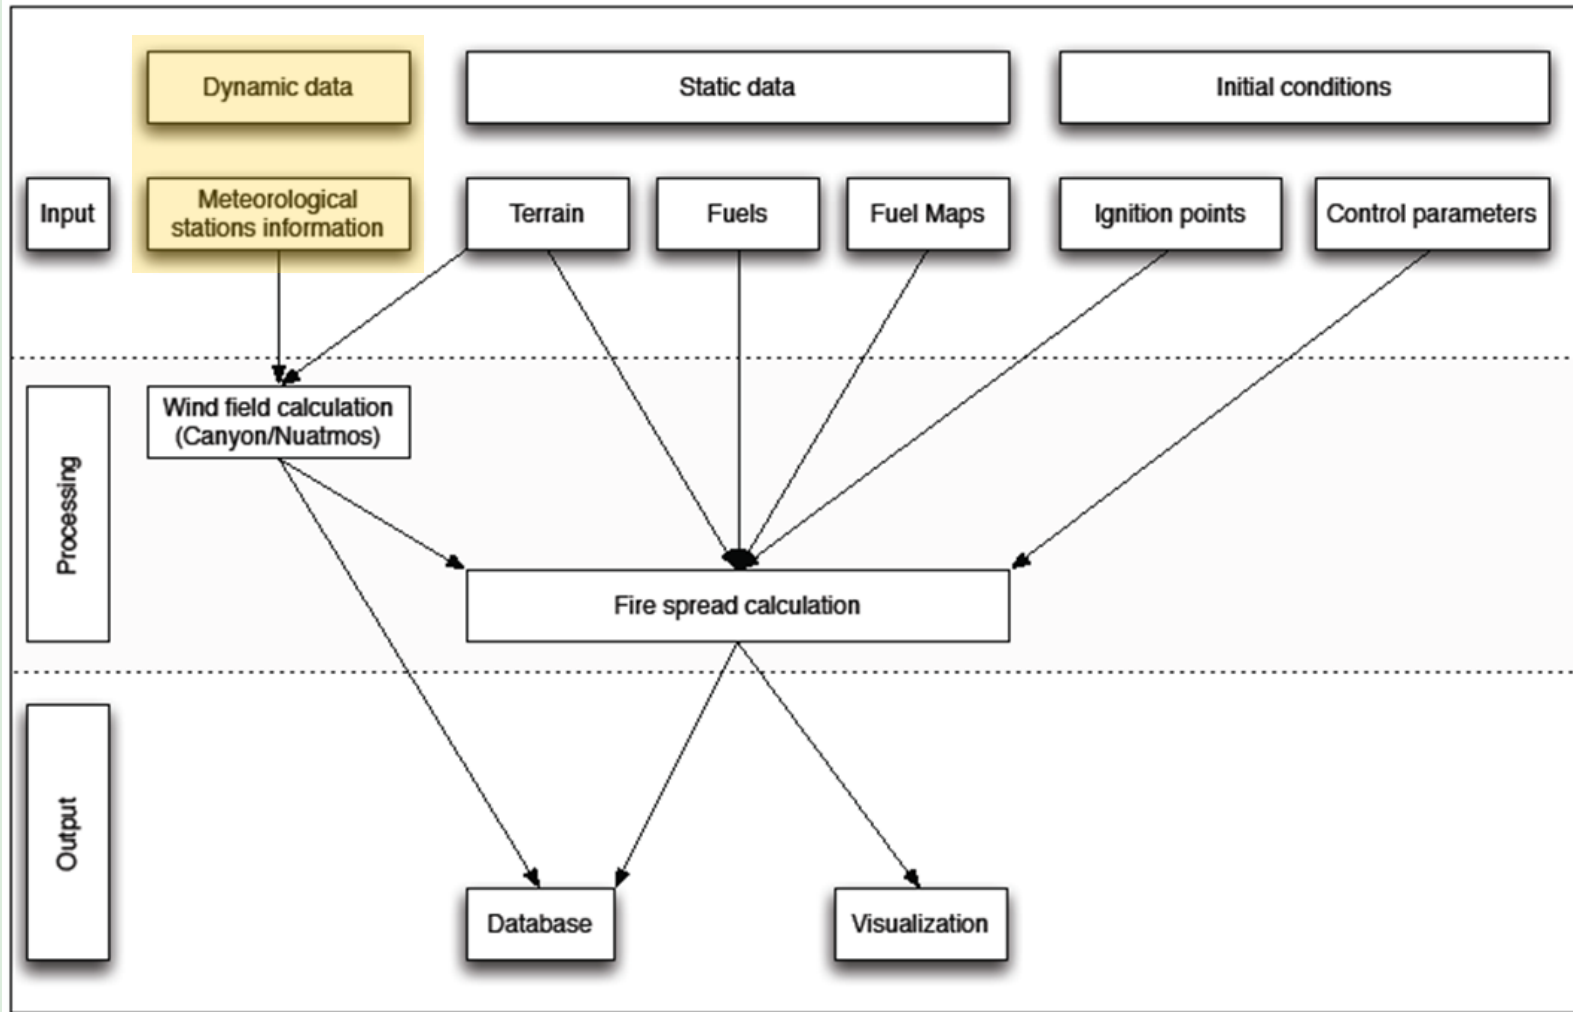 Dynamic data
Static data
Initial conditions
Input
Meteorological
stations information
Terrain
Fuels
Fuel Maps
Ignition points
Control parameters
Processing
Wind field calculation
(Canyon/Nuatmos)
Fire spread calculation
Output
Database
Visualization